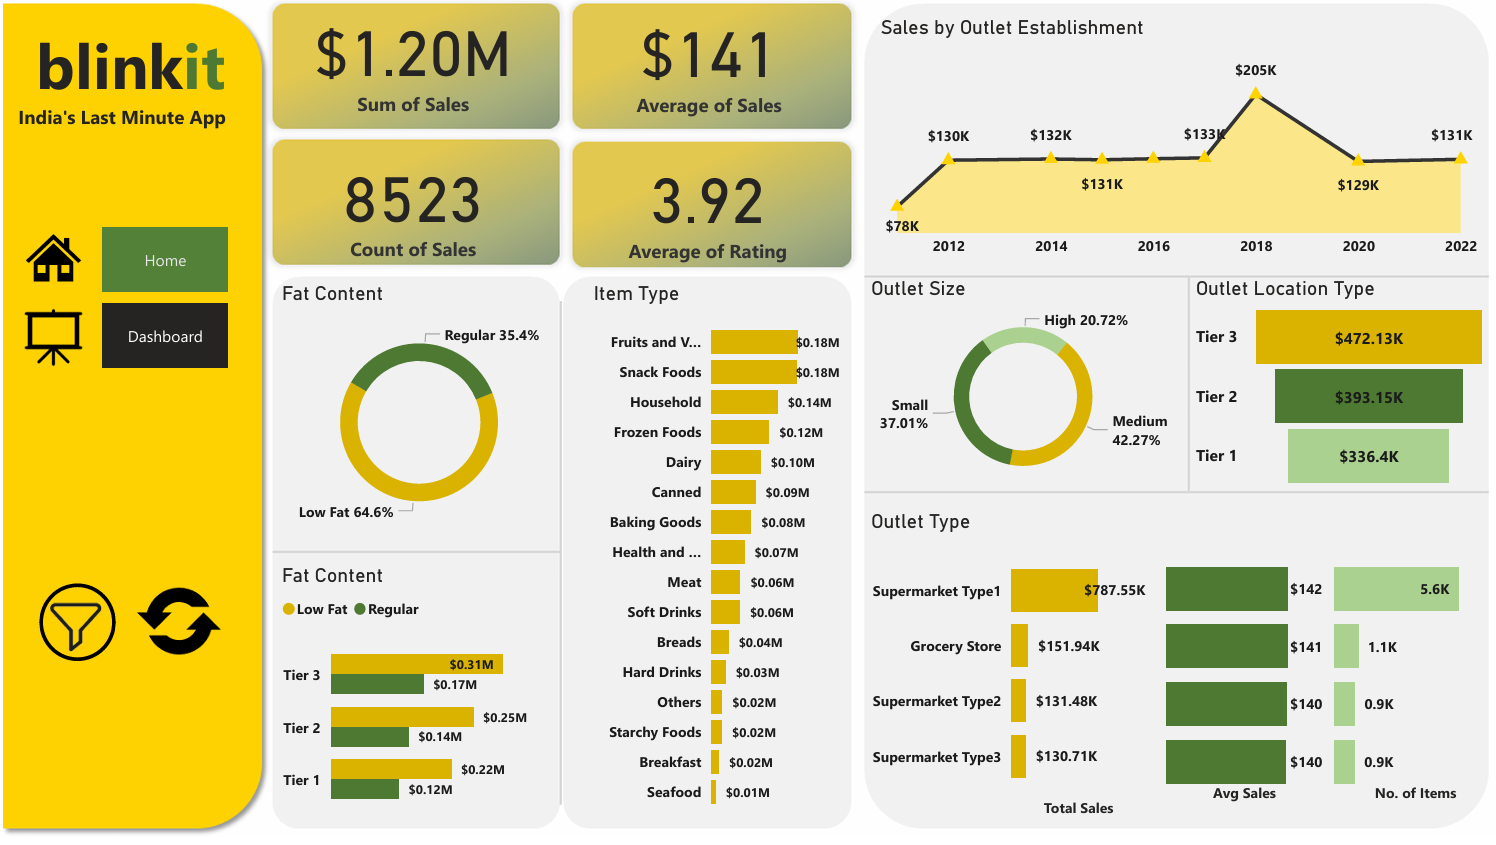 blinkit
India's Last Minute App
Home
Dashboard
$1.20M
Sum of Sales
$141
Average of Sales
8523
Count of Sales
3.92
Average of Rating
Fat Content
Regular 35.4%
Low Fat 64.6%
Fat Content
Low Fat Regular
Tier 3 $0.31M
$0.17M
Tier 2 $0.25M
$0.14M
Tier 1 $0.22M
$0.12M
Item Type
Fruits and V... $0.18M
Snack Foods $0.18M
Household $0.14M
Frozen Foods $0.12M
Dairy $0.10M
Canned $0.09M
Baking Goods $0.08M
Health and ... $0.07M
Meat $0.06M
Soft Drinks $0.06M
Breads $0.04M
Hard Drinks $0.03M
Others $0.02M
Starchy Foods $0.02M
Breakfast $0.02M
Seafood $0.01M
Sales by Outlet Establishment
$205K
$130K $132K $133K $131K
$131K $129K
$78K
2012 2014 2016 2018 2020 2022
Outlet Size
High 20.72%
Small
37.01%
Medium
42.27%
Outlet Location Type
Tier 3 $472.13K
Tier 2 $393.15K
Tier 1 $336.4K
Outlet Type
Supermarket Type1 $787.55K $142 5.6K
Grocery Store $151.94K $141 1.1K
Supermarket Type2 $131.48K $140 0.9K
Supermarket Type3 $130.71K $140 0.9K
Total Sales Avg Sales No. of Items